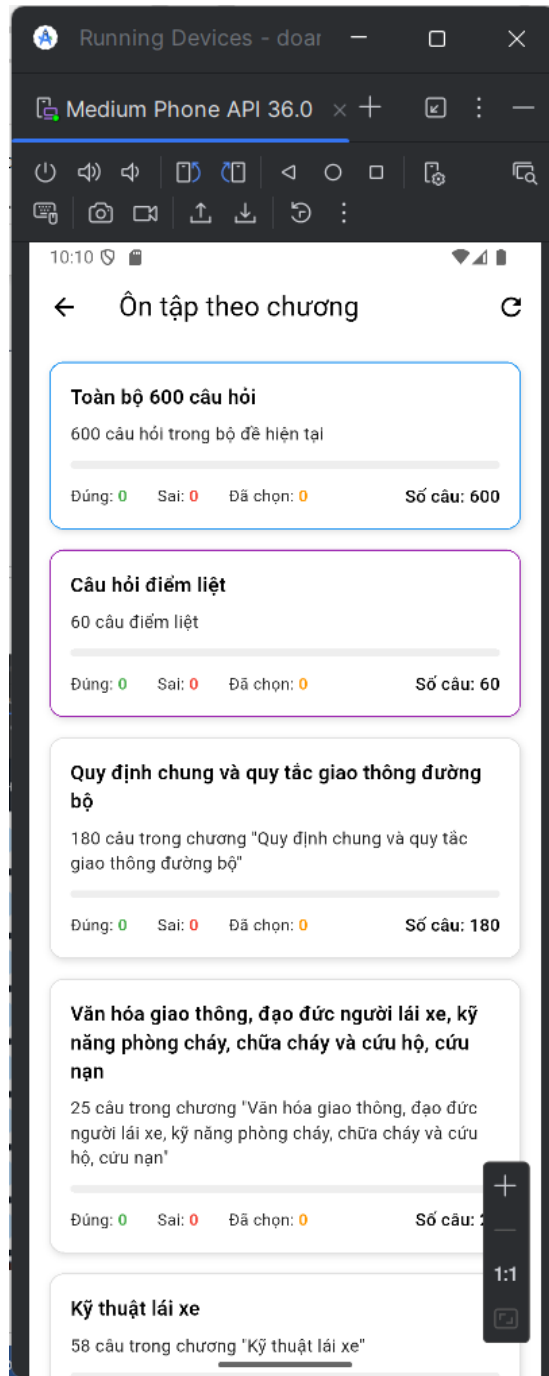 Running Devices - doar
Medium Phone API 36.0
10:10
Ôn tập theo chương
Toàn bộ 600 câu hỏi
600 câu hỏi trong bộ đề hiện tại
Đúng: 0 Sai: 0 Đã chọn: 0 Số câu: 600
Câu hỏi điểm liệt
60 câu điểm liệt
Đúng: 0 Sai: 0 Đã chọn: 0 Số câu: 60
Quy định chung và quy tắc giao thông đường
bộ
180 câu trong chương "Quy định chung và quy tắc
giao thông đường bộ"
Đúng: 0 Sai: 0 Đã chọn: 0 Số câu: 180
Văn hóa giao thông, đạo đức người lái xe, kỹ
năng phòng cháy, chữa cháy và cứu hộ, cứu
nạn
25 câu trong chương "Văn hóa giao thông, đạo đức
người lái xe, kỹ năng phòng cháy, chữa cháy và cứu
hộ, cứu nạn"
Đúng: 0 Sai: 0 Đã chọn: 0 Số câu:
1:1
Kỹ thuật lái xe
58 câu trong chương "Kỹ thuật lái xe"